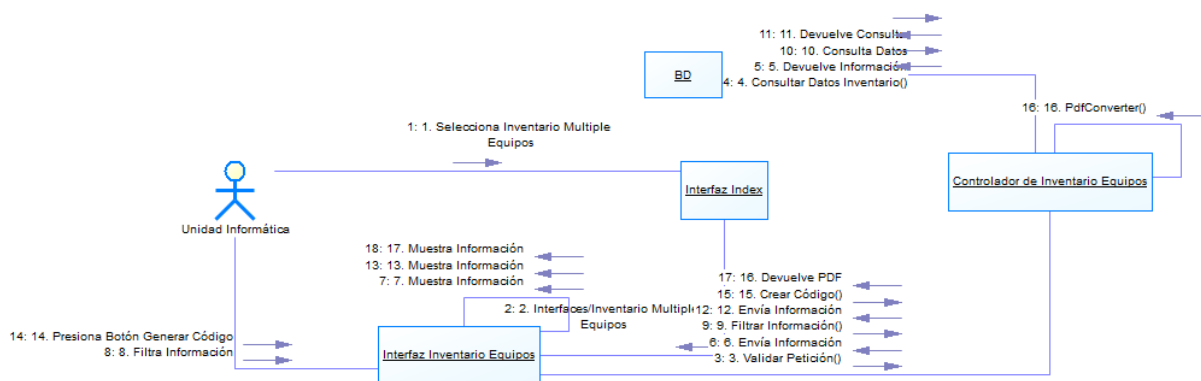 11: 11. Devuelve Consulta
10: 10. Consulta Datos
5: 5. Devuelve Información
4: 4. Consultar Datos Inventario()
BD
16: 16. PdfConverter()
1: 1. Selecciona Inventario Multiple
Equipos
Interfaz Index
Controlador de Inventario Equipos
Unidad Informática
18: 17. Muestra Información
13: 13. Muestra Información
7: 7. Muestra Información
2: 2. Interfaces/Inventario Multiple
Equipos
17: 16. Devuelve PDF
15: 15. Crear Código()
12: 12. Envía Información
9: 9. Filtrar Información()
6: 6. Envía Información
3: 3. Validar Petición()
14: 14. Presiona Botón Generar Código
8: 8. Filtra Información
Interfaz Inventario Equipos